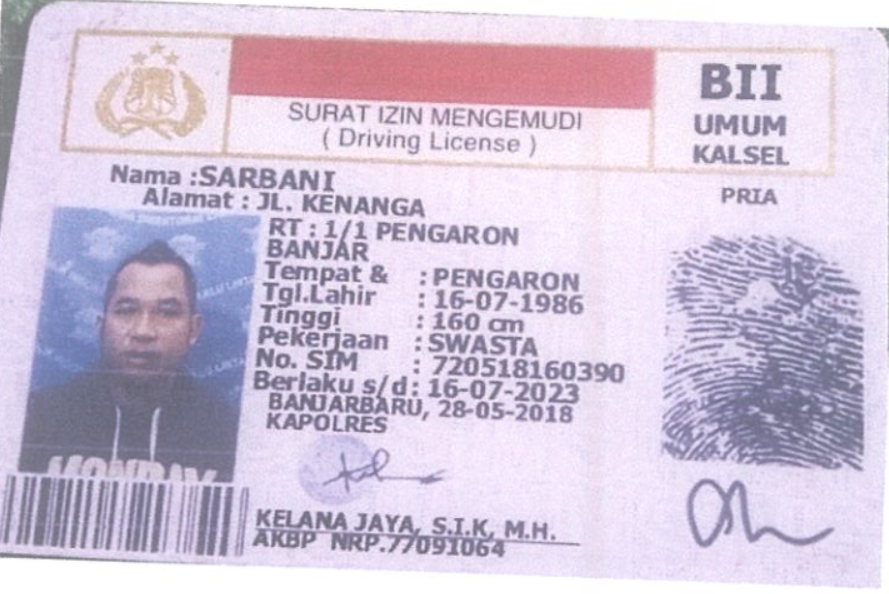 SURAT IZIN MENGEMUDI
( Driving License )
BII
UMUM
KALSEL
PRIA
Nama :SARBANI
Alamat : JL. KENANGA
RT : 1/1 PENGARON
BANJAR
Tempat & : PENGARON
Tgl.Lahir : 16-07-1986
Tinggi : 160 cm
Pekerjaan : SWASTA
No. SIM : 720518160390
Berlaku s/d : 16-07-2023
BANJARBARU, 28-05-2018
KAPOLRES
KELANA JAYA, S.I.K, M.H.
AKBP NRP.77091064